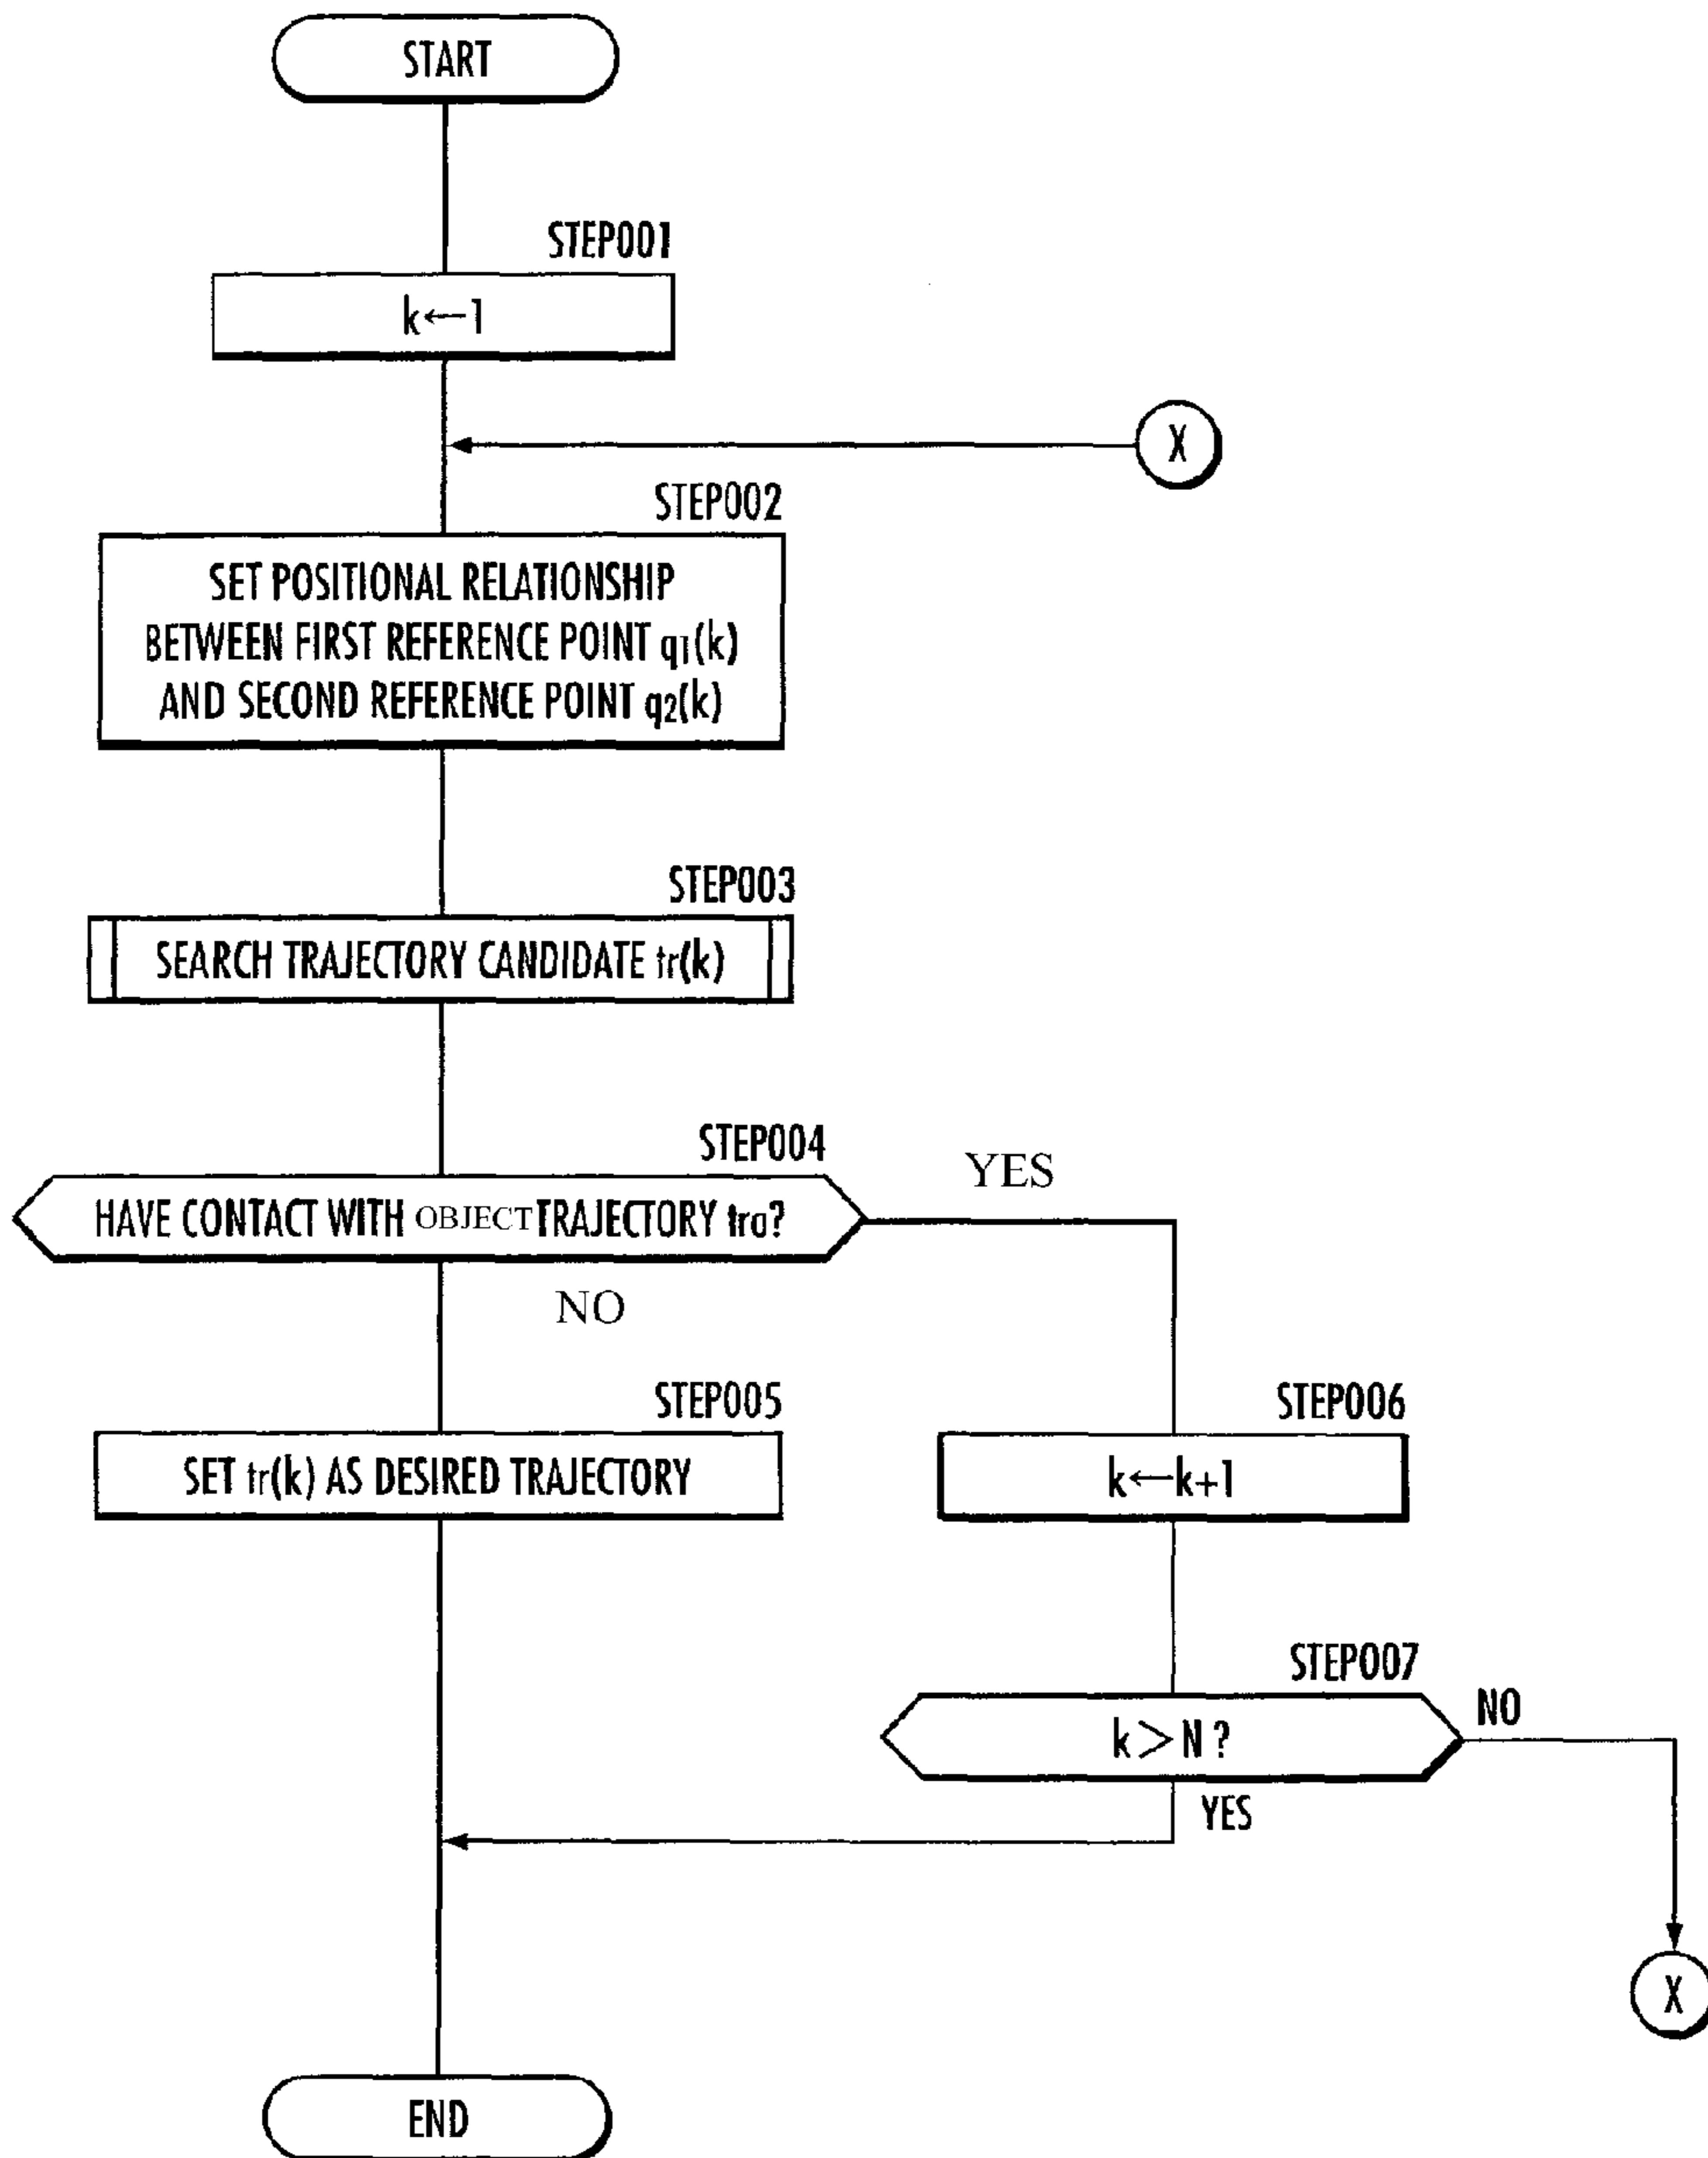 START
STEP001
k←1
X
STEP002
SET POSITIONAL RELATIONSHIP
BETWEEN FIRST REFERENCE POINT q1(k)
AND SECOND REFERENCE POINT q2(k)
STEP003
SEARCH TRAJECTORY CANDIDATE tr(k)
STEP004
HAVE CONTACT WITH OBJECT TRAJECTORY tra?
YES
NO
STEP005
SET tr(k) AS DESIRED TRAJECTORY
STEP006
k←k+1
STEP007
k>N?
NO
YES
X
END